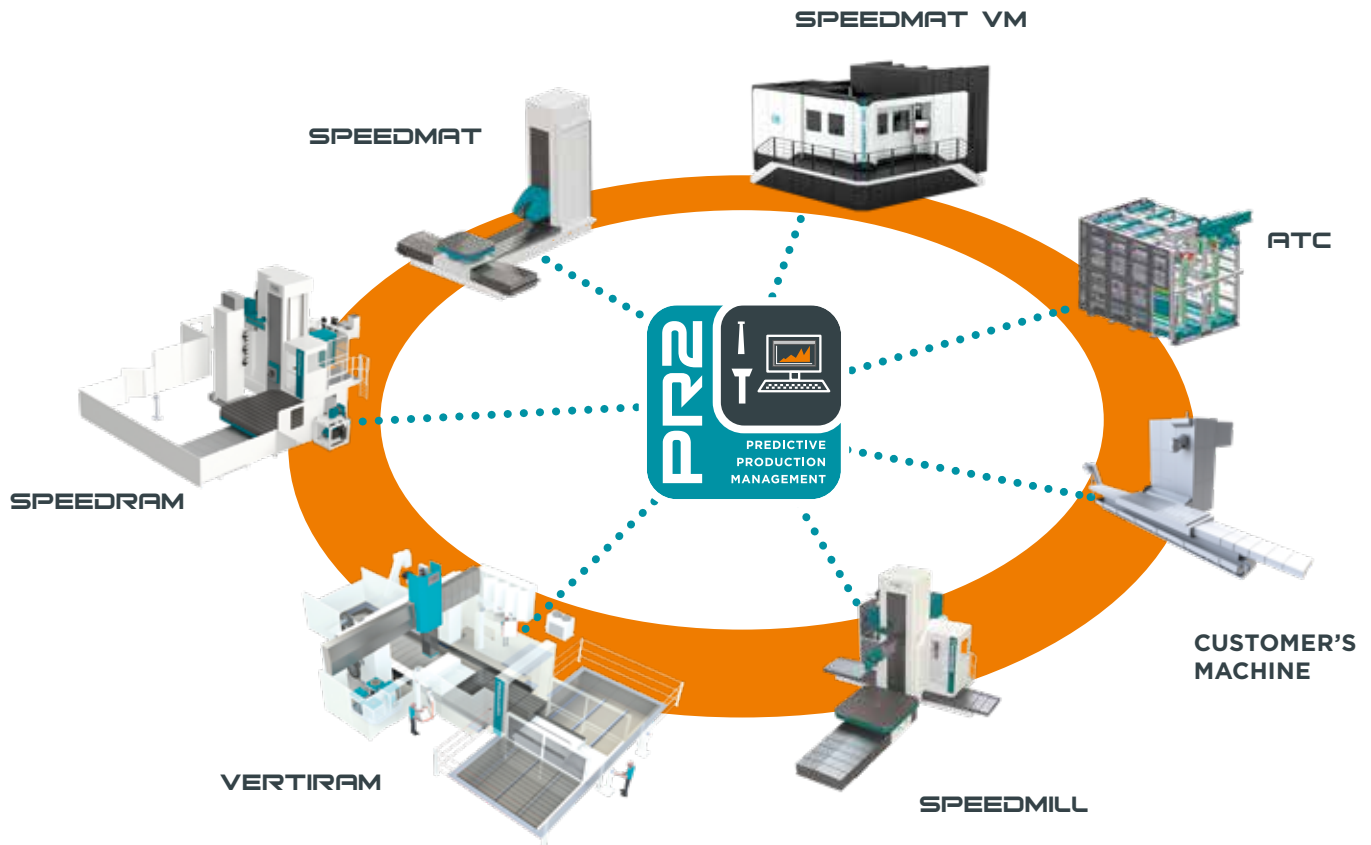 SPEEDMAT VM
SPEEDMAT
ATC
PR2
PREDICTIVE
PRODUCTION
MANAGEMENT
SPEEDRAM
CUSTOMER'S
MACHINE
VERTIRAM
SPEEDMILL